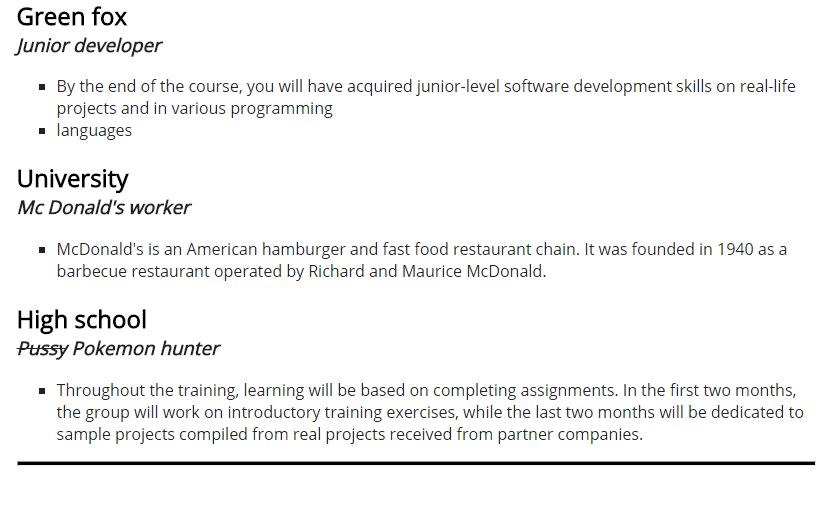 Green fox
Junior developer
By the end of the course, you will have acquired junior-level software development skills on real-life
projects and in various programming
languages
University
Mc Donald's worker
McDonald's is an American hamburger and fast food restaurant chain. It was founded in 1940 as a
barbecue restaurant operated by Richard and Maurice McDonald.
High school
Pussy Pokemon hunter
Throughout the training, learning will be based on completing assignments. In the first two months,
the group will work on introductory training exercises, while the last two months will be dedicated to
sample projects compiled from real projects received from partner companies.